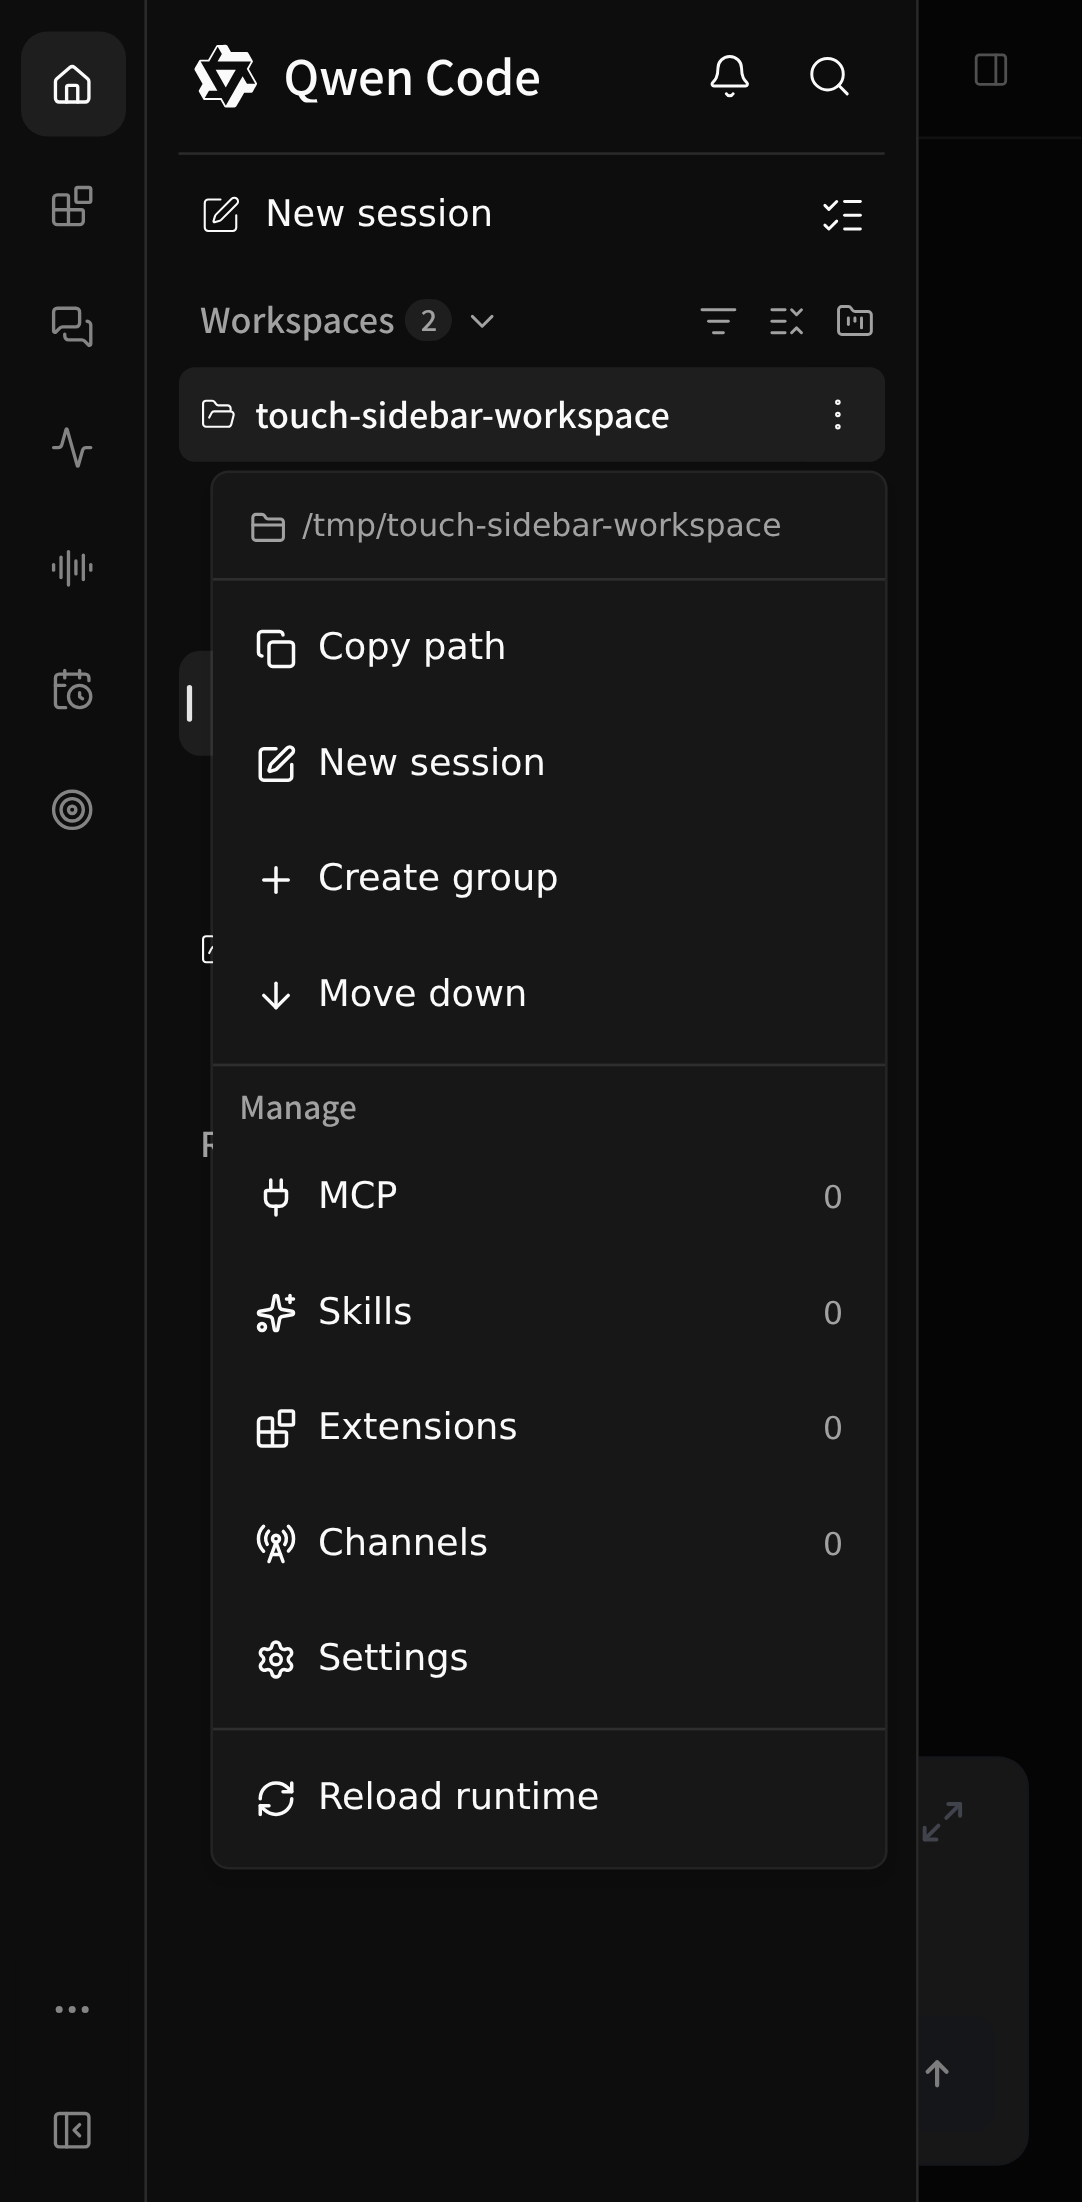 Qwen Code
New session
Workspaces 2
touch-sidebar-workspace
/tmp/touch-sidebar-workspace
Copy path
New session
Create group
Move down
Manage
MCP 0
Skills 0
Extensions 0
Channels 0
Settings
Reload runtime